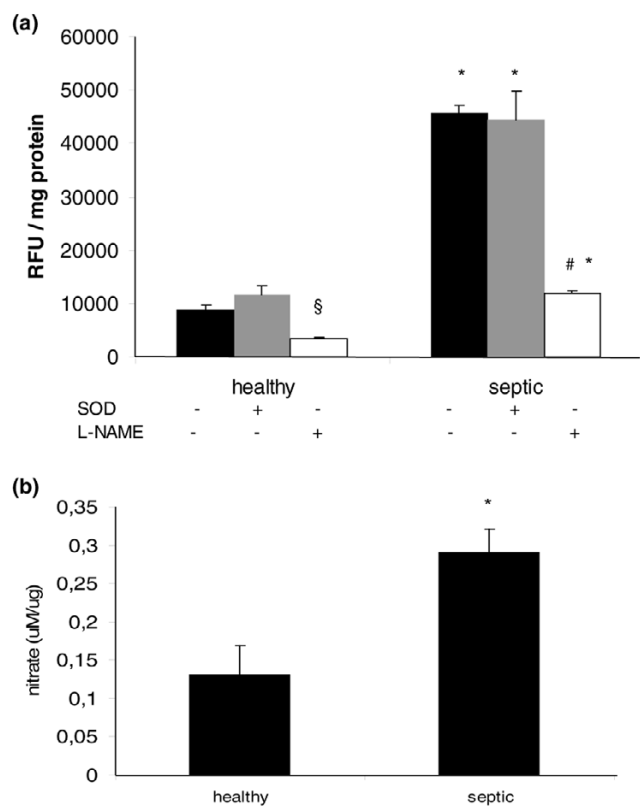 (a)
60000
50000
40000
30000
20000
10000
0
RFU / mg protein
* *
# *
§
healthy septic
SOD - + - - + -
L-NAME - - + - - +
(b)
0,35
0,3
0,25
0,2
0,15
0,1
0,05
0
nitrate (uM/ug)
*
healthy septic